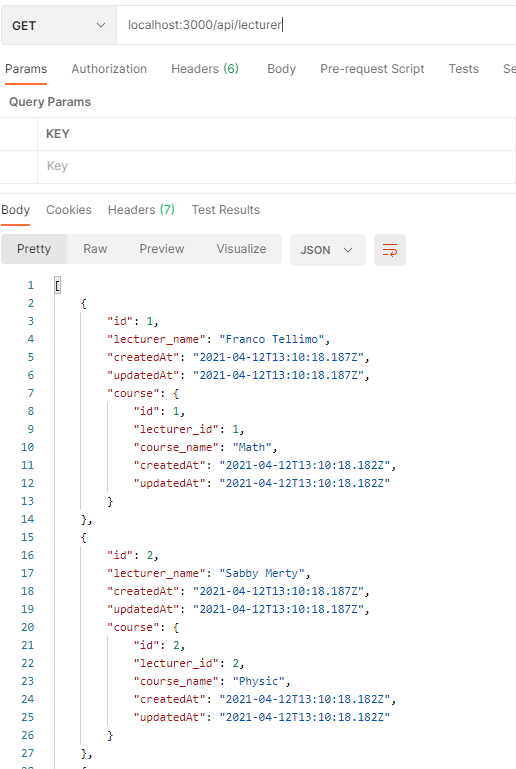 GET localhost:3000/api/lecturer
Params Authorization Headers (6) Body Pre-request Script Tests Se
Query Params
KEY
Key
Body Cookies Headers (7) Test Results
Pretty Raw Preview Visualize JSON
1 [
2 {
3 "id": 1,
4 "lecturer_name": "Franco Tellimo",
5 "createdAt": "2021-04-12T13:10:18.187Z",
6 "updatedAt": "2021-04-12T13:10:18.187Z",
7 "course": {
8 "id": 1,
9 "lecturer_id": 1,
10 "course_name": "Math",
11 "createdAt": "2021-04-12T13:10:18.182Z",
12 "updatedAt": "2021-04-12T13:10:18.182Z"
13 }
14 },
15 {
16 "id": 2,
17 "lecturer_name": "Sabby Merty",
18 "createdAt": "2021-04-12T13:10:18.187Z",
19 "updatedAt": "2021-04-12T13:10:18.187Z",
20 "course": {
21 "id": 2,
22 "lecturer_id": 2,
23 "course_name": "Physic",
24 "createdAt": "2021-04-12T13:10:18.182Z",
25 "updatedAt": "2021-04-12T13:10:18.182Z"
26 }
27 },